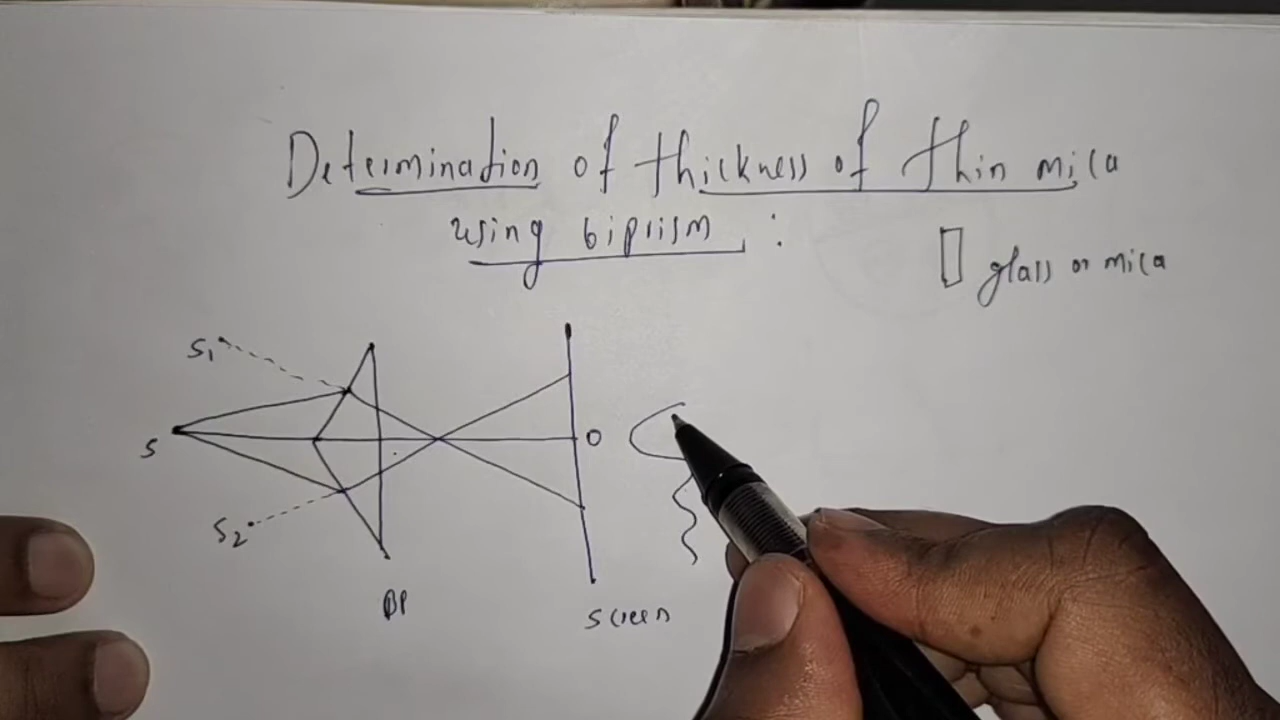 Determination of thickness of thin mica
using biprism :
glass or mica
S1
S
O
S2
BP
screen